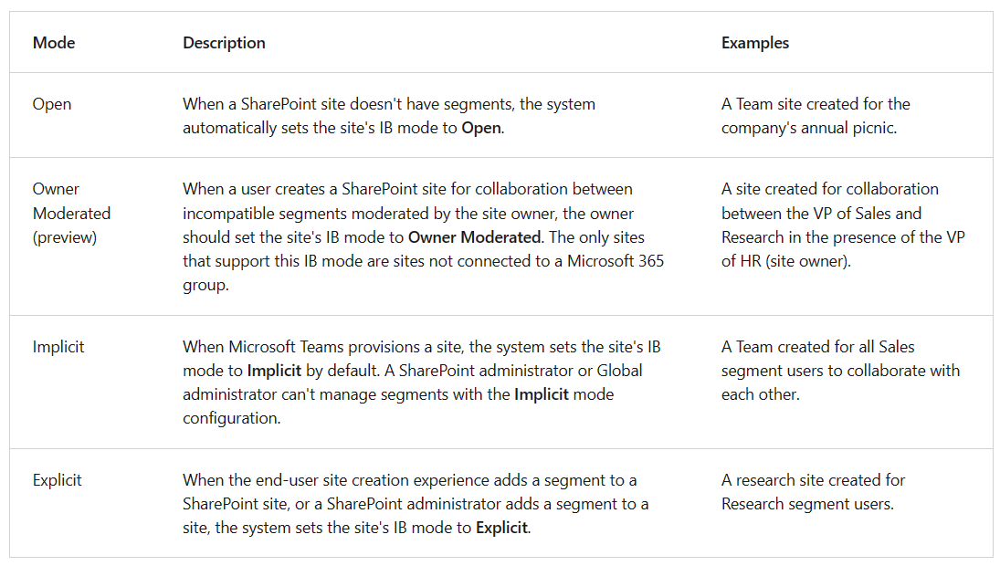 Mode Description Examples
Open
When a SharePoint site doesn't have segments, the system
automatically sets the site's IB mode to Open.
A Team site created for the
company's annual picnic.
Owner
Moderated
(preview)
When a user creates a SharePoint site for collaboration between
incompatible segments moderated by the site owner, the owner
should set the site's IB mode to Owner Moderated. The only sites
that support this IB mode are sites not connected to a Microsoft 365
group.
A site created for collaboration
between the VP of Sales and
Research in the presence of the VP
of HR (site owner).
Implicit
When Microsoft Teams provisions a site, the system sets the site's IB
mode to Implicit by default. A SharePoint administrator or Global
administrator can't manage segments with the Implicit mode
configuration.
A Team created for all Sales
segment users to collaborate with
each other.
Explicit
When the end-user site creation experience adds a segment to a
SharePoint site, or a SharePoint administrator adds a segment to a
site, the system sets the site's IB mode to Explicit.
A research site created for
Research segment users.